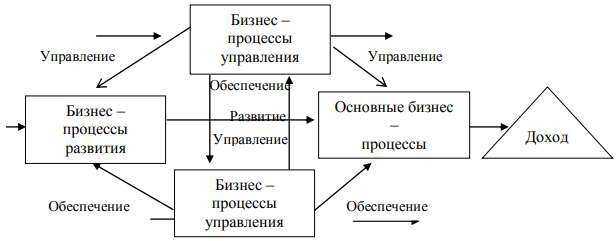 Бизнес –
процессы
управления
Управление
Управление
Обеспечение
Бизнес –
процессы
развития
Развитие
Управление
Основные бизнес
–
процессы
Доход
Бизнес –
процессы
управления
Обеспечение
Обеспечение